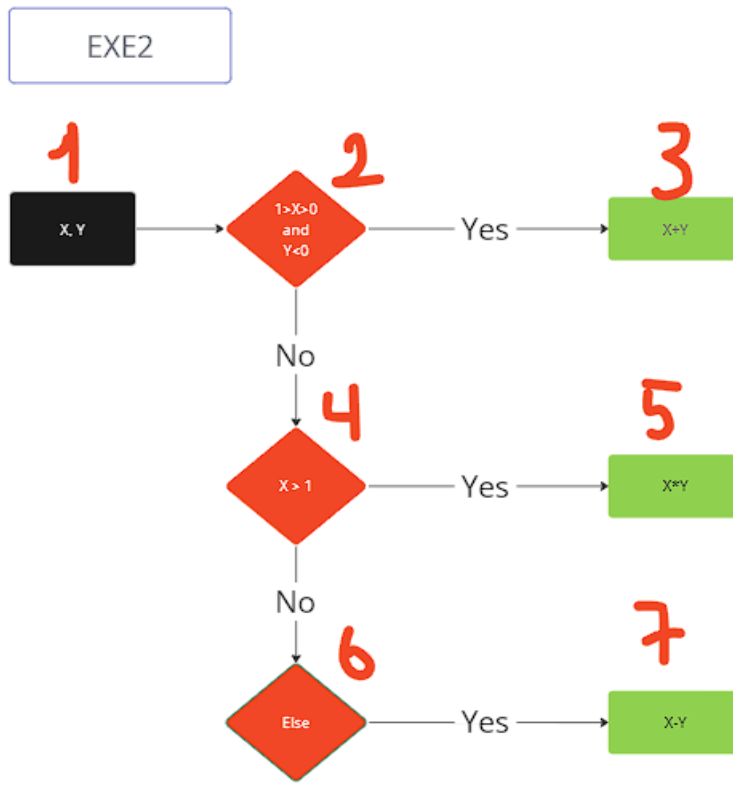 EXE2
1
2
3
X, Y
1>X>0
and
Y<0
Yes
X+Y
No
4
5
X > 1
Yes
X*Y
No
6
7
Else
Yes
X-Y